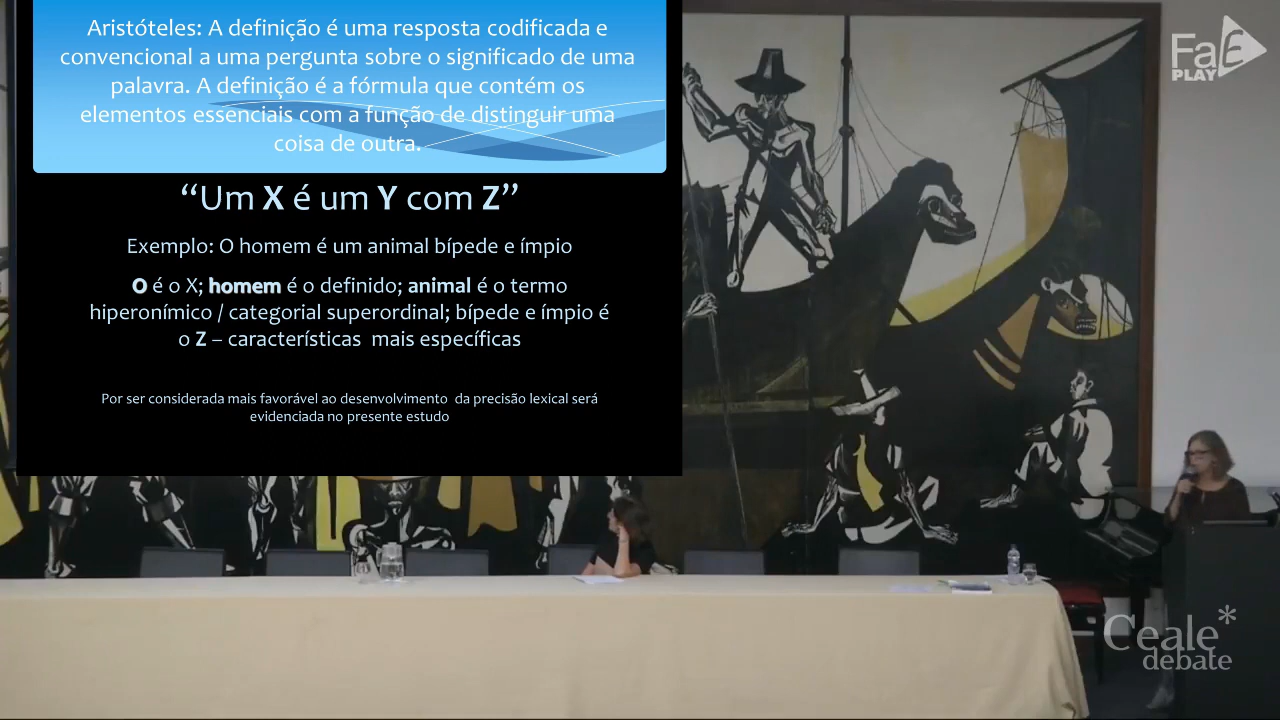 Aristóteles: A definição é uma resposta codificada e
convencional a uma pergunta sobre o significado de uma
palavra. A definição é a fórmula que contém os
elementos essenciais com a função de distinguir uma
coisa de outra.
“Um X é um Y com Z”
Exemplo: O homem é um animal bípede e ímpio
O é o X; homem é o definido; animal é o termo
hiperonímico / categorial superordinal; bípede e ímpio é
o Z – características mais específicas
Por ser considerada mais favorável ao desenvolvimento da precisão lexical será
evidenciada no presente estudo
FaE
PLAY
Ceale*
debate